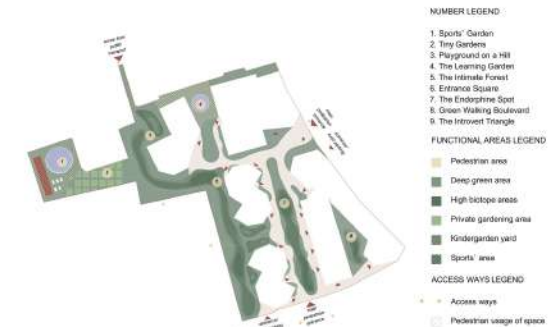 NUMBER LEGEND
1. Sports' Garden
2. Tiny Gardens
3. Playground on a Hill
4. The Learning Garden
5. The Intimate Forest
6. Entrance Square
7. The Endorphine Spot
8. Green Walking Boulevard
9. The Introvert Triangle
FUNCTIONAL AREAS LEGEND
Pedestrian area
Deep green area
High biotope areas
Private gardening area
Kindergarden yard
Sports' area
ACCESS WAYS LEGEND
Access ways
Pedestrian usage of space